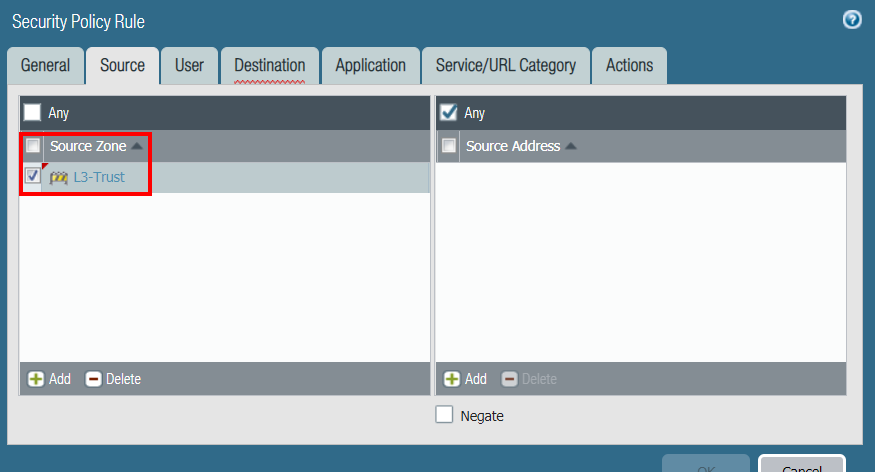 Security Policy Rule
General Source User Destination Application Service/URL Category Actions
Any
Source Zone
L3-Trust
Add Delete
Any
Source Address
Add Delete
Negate
OK Cancel